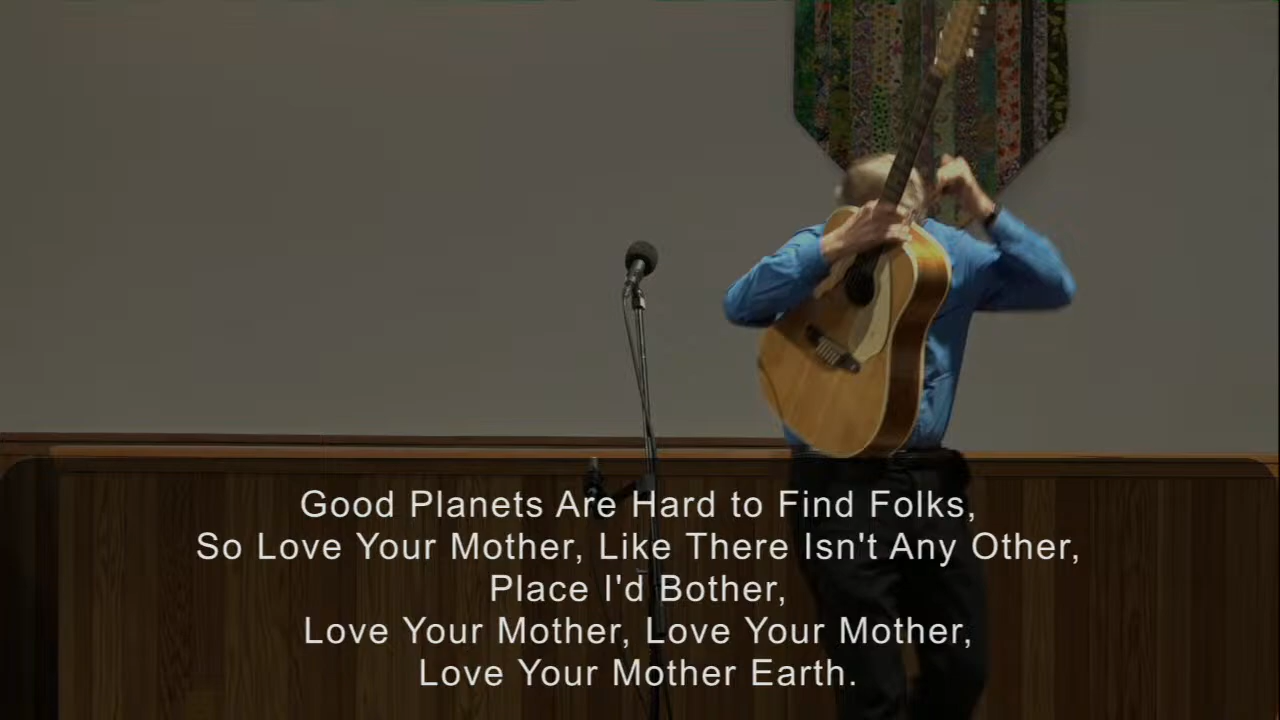 Good Planets Are Hard to Find Folks,
So Love Your Mother, Like There Isn't Any Other,
Place I'd Bother,
Love Your Mother, Love Your Mother,
Love Your Mother Earth.